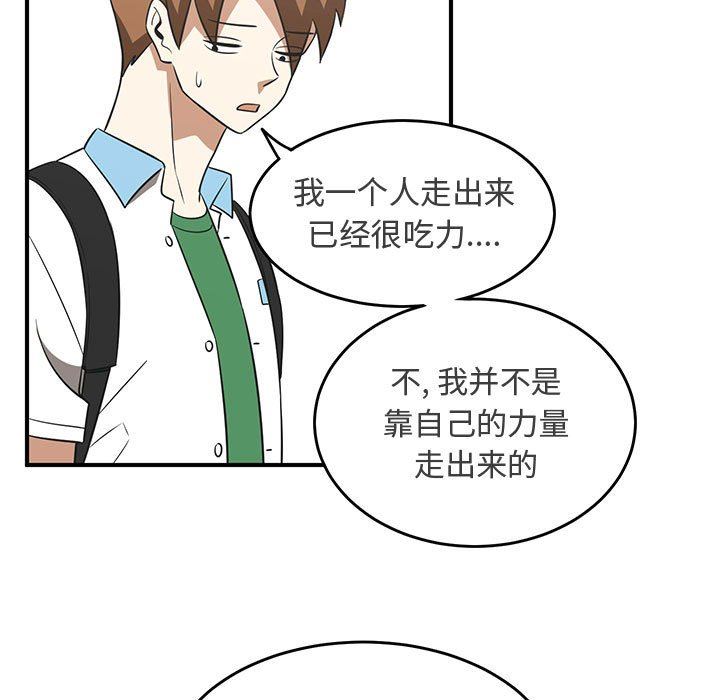 我一个人走出来
已经很吃力....
不, 我并不是
靠自己的力量
走出来的